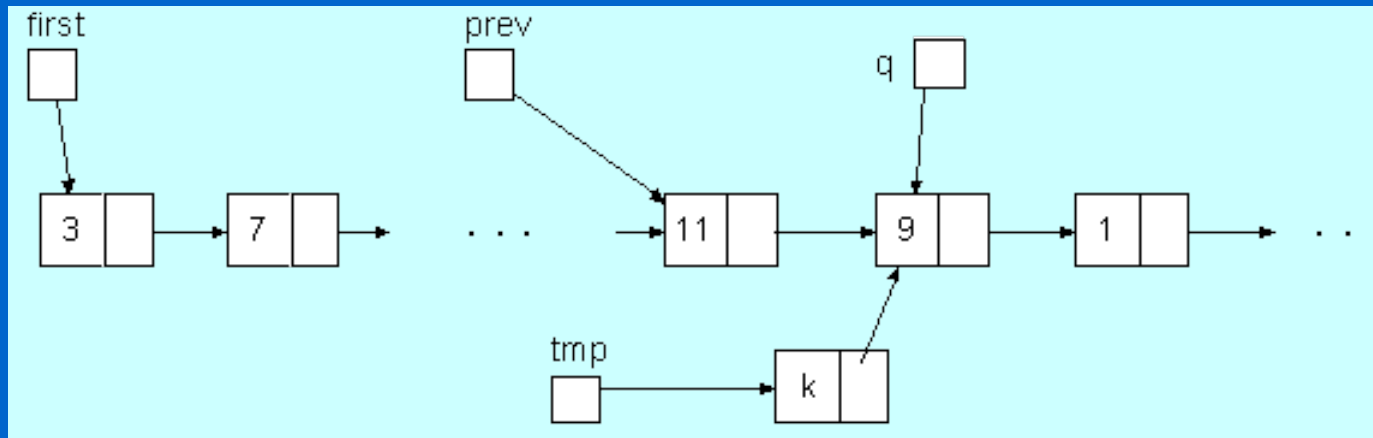 first prev
q
3 7 . . . 11 9 1 . .
tmp
k